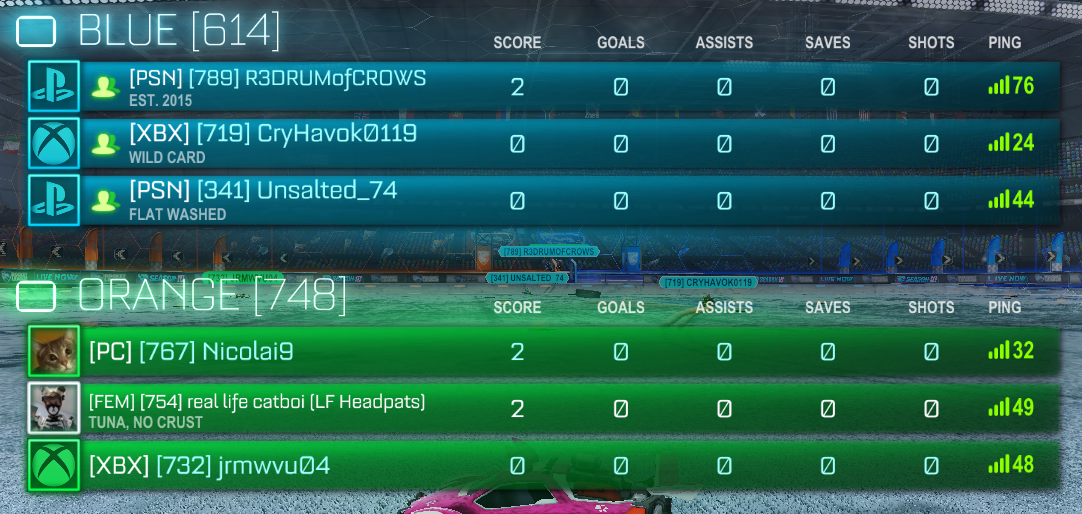 BLUE [614]
SCORE GOALS ASSISTS SAVES SHOTS PING
[PSN] [789] R3DRUMofCROWS 2 0 0 0 0 76
EST. 2015
[XBX] [719] CryHavok0119 0 0 0 0 0 24
WILD CARD
[PSN] [341] Unsalted_74 0 0 0 0 0 44
FLAT WASHED
[789] R3DRUMOFCROWS
[341] UNSALTED_74
[719] CRYHAVOK0119
ORANGE [748]
SCORE GOALS ASSISTS SAVES SHOTS PING
[PC] [767] Nicolai9 2 0 0 0 0 32
[FEM] [754] real life catboi (LF Headpats) 2 0 0 0 0 49
TUNA, NO CRUST
[XBX] [732] jrmwvu04 0 0 0 0 0 48